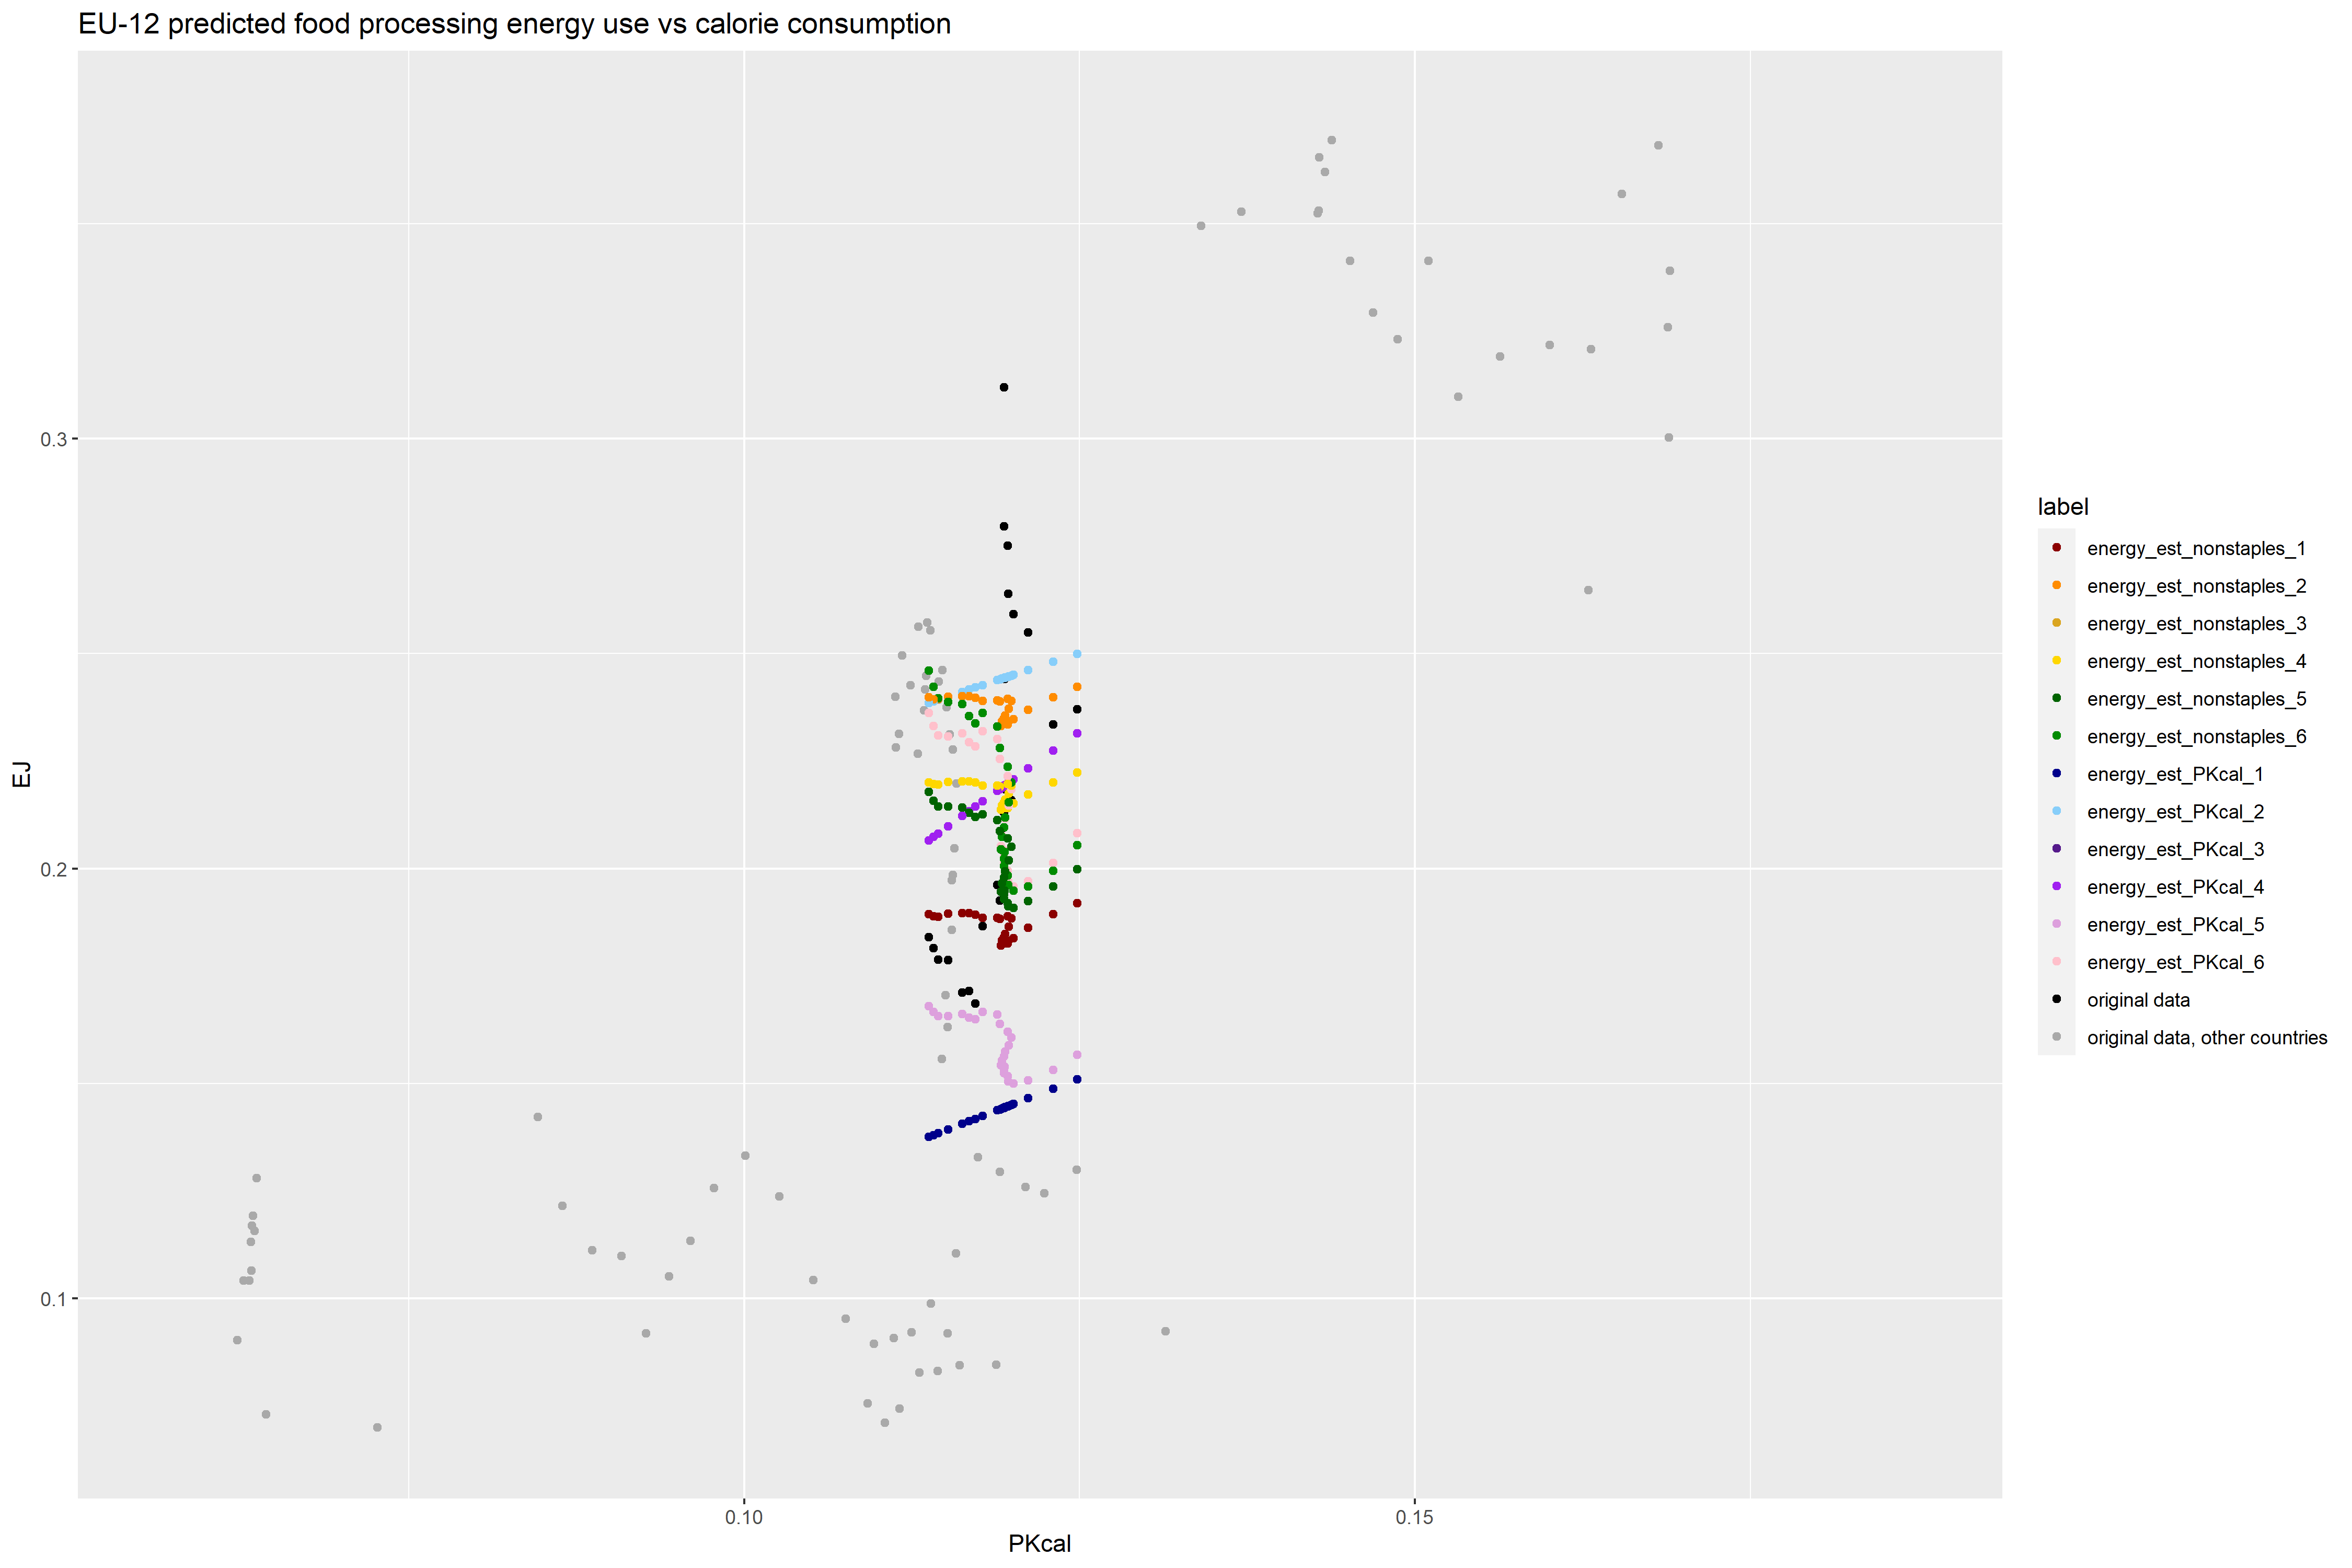 EU-12 predicted food processing energy use vs calorie consumption
0.3
0.2
0.1
EJ
0.10
0.15
PKcal
label
energy_est_nonstaples_1
energy_est_nonstaples_2
energy_est_nonstaples_3
energy_est_nonstaples_4
energy_est_nonstaples_5
energy_est_nonstaples_6
energy_est_PKcal_1
energy_est_PKcal_2
energy_est_PKcal_3
energy_est_PKcal_4
energy_est_PKcal_5
energy_est_PKcal_6
original data
original data, other countries